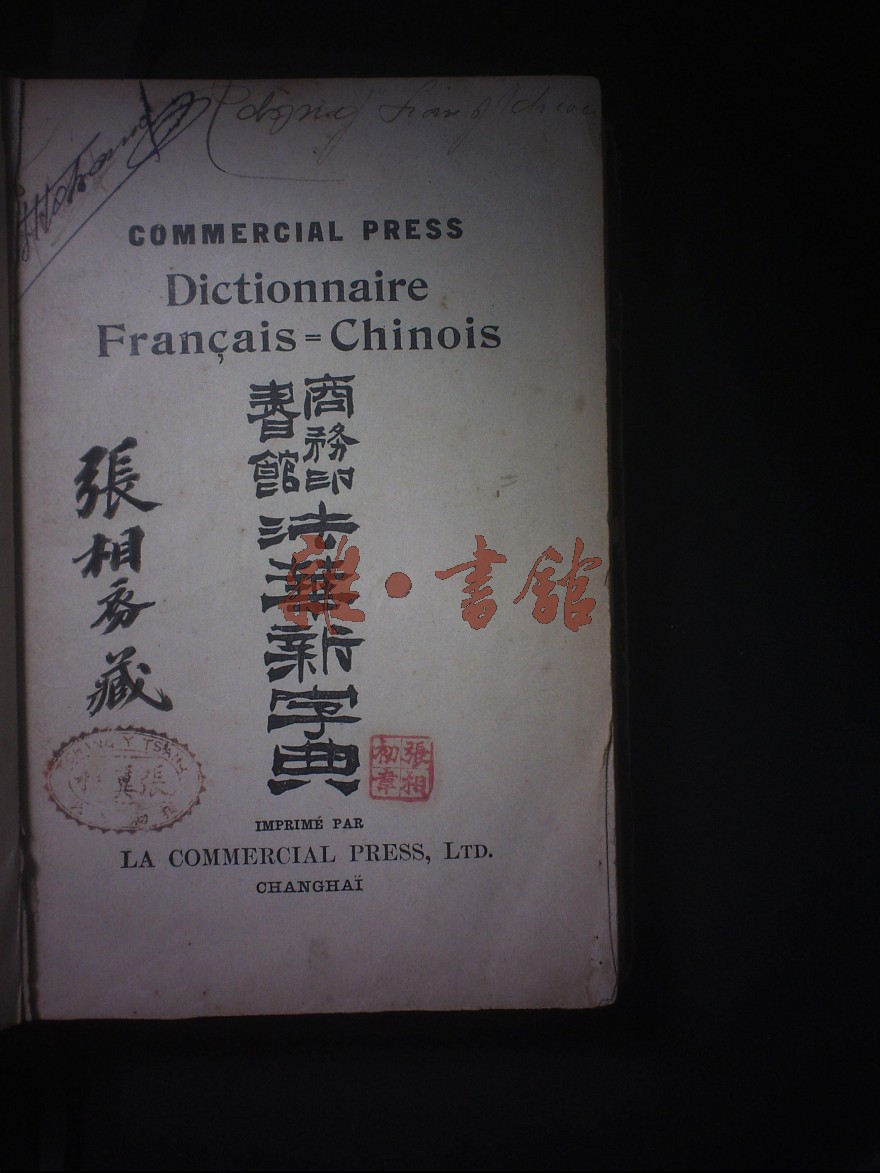 COMMERCIAL PRESS
Dictionnaire
Français=Chinois
商務印
書館
法華新字典
張相 藏
雜•書館
張相
初章
IMPRIMÉ PAR
LA COMMERCIAL PRESS, LTD.
CHANGHAÏ